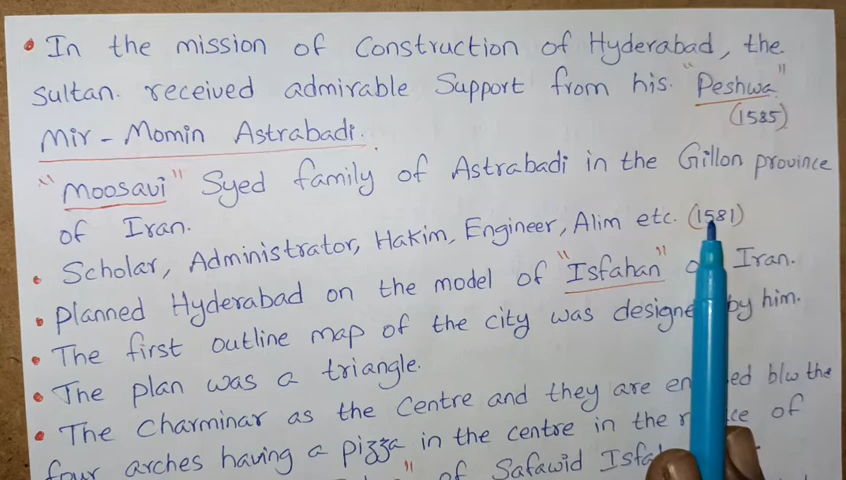 • In the mission of Construction of Hyderabad, the
Sultan. received admirable Support from his "Peshwa"
(1585)
Mir-Momin Astrabadi.
"Moosavi" Syed family of Astrabadi in the Gillon province
of Iran.
• Scholar, Administrator, Hakim, Engineer, Alim etc. (1581)
• Planned Hyderabad on the model of "Isfahan" Iran.
• The first outline map of the city was designe by him.
• The plan was a triangle.
• The Charminar as the Centre and they are blw the
four arches having a pizza in the centre in the of
of Safawid